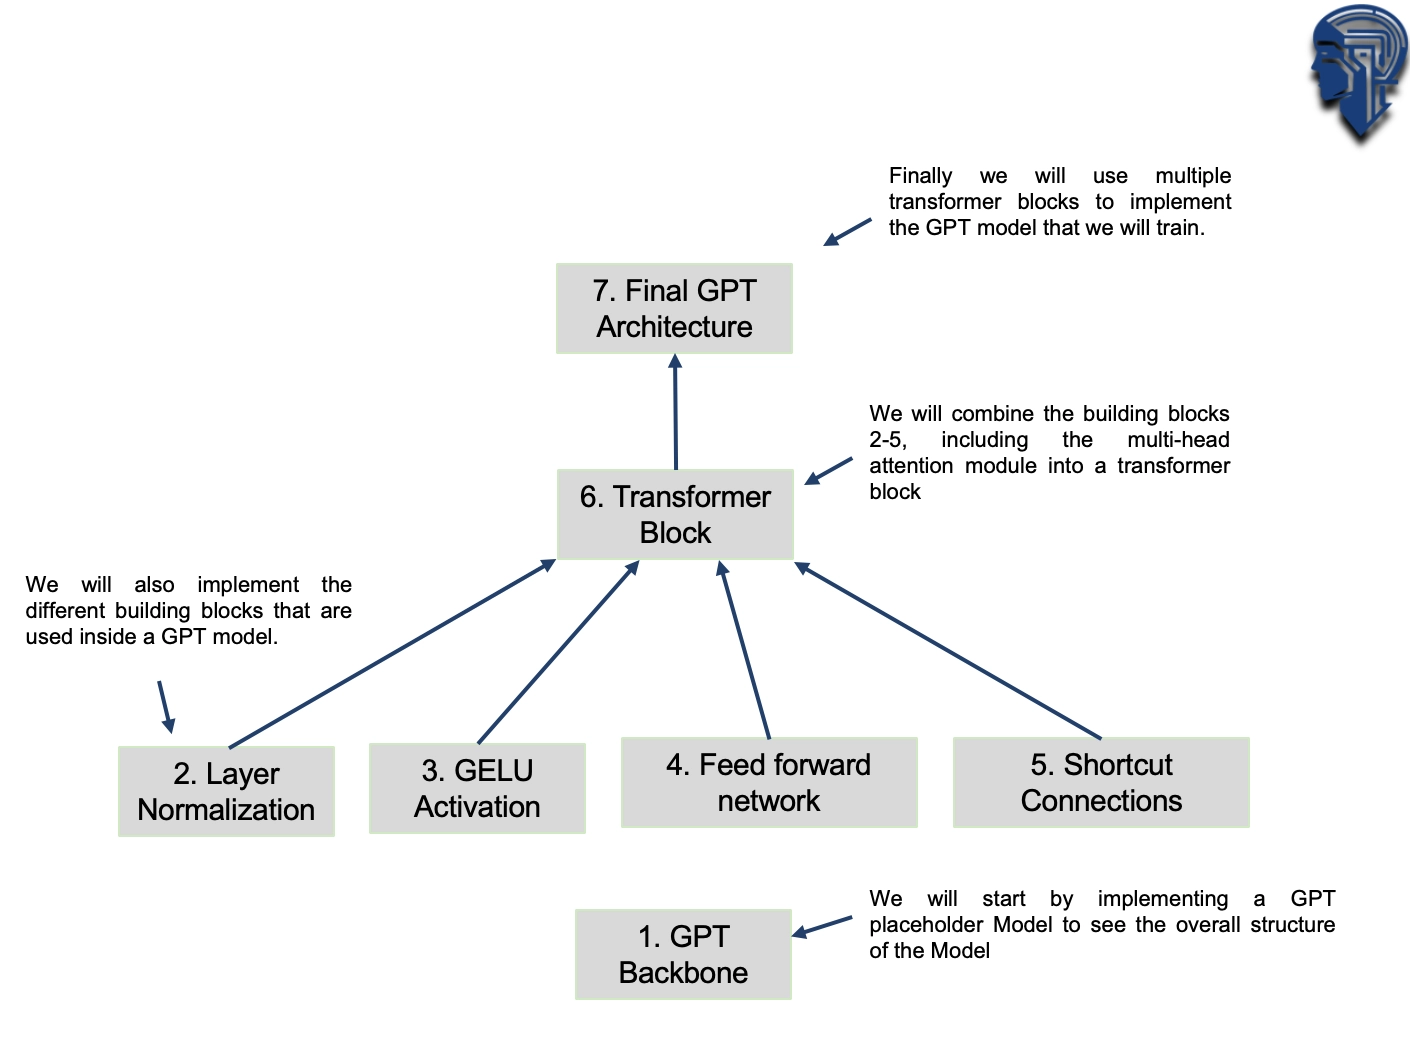 Finally we will use multiple
transformer blocks to implement
the GPT model that we will train.
7. Final GPT
Architecture
We will combine the building blocks
2-5, including the multi-head
attention module into a transformer
block
6. Transformer
Block
We will also implement the
different building blocks that are
used inside a GPT model.
2. Layer
Normalization
3. GELU
Activation
4. Feed forward
network
5. Shortcut
Connections
We will start by implementing a GPT
placeholder Model to see the overall structure
of the Model
1. GPT
Backbone